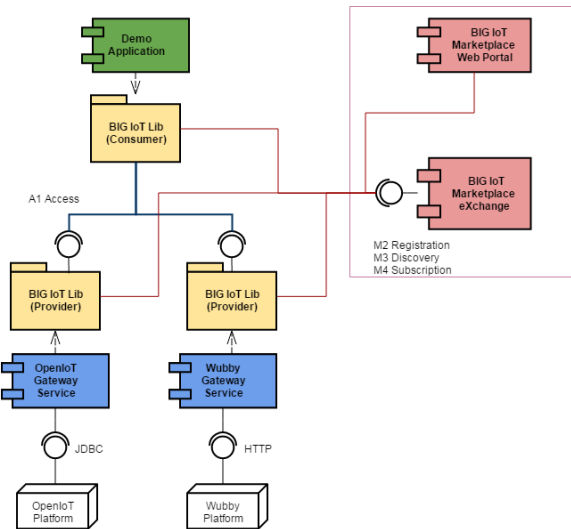 Demo
Application
BIG IoT
Marketplace
Web Portal
BIG IoT Lib
(Consumer)
BIG IoT
Marketplace
eXchange
A1 Access
M2 Registration
M3 Discovery
M4 Subscription
BIG IoT Lib
(Provider)
BIG IoT Lib
(Provider)
OpenIoT
Gateway
Service
Wubby
Gateway
Service
JDBC
HTTP
OpenIoT
Platform
Wubby
Platform